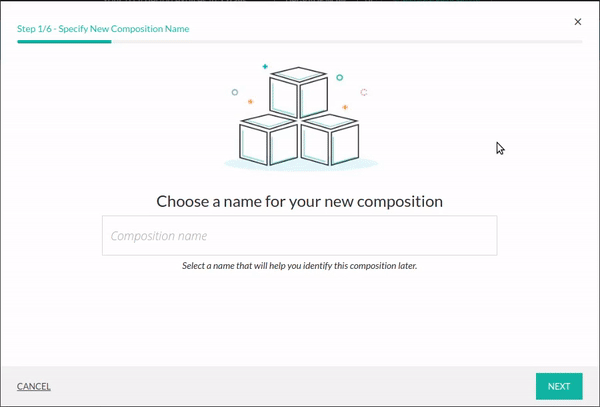 Step 1/6 - Specify New Composition Name
Choose a name for your new composition
Composition name
Select a name that will help you identify this composition later.
CANCEL
NEXT